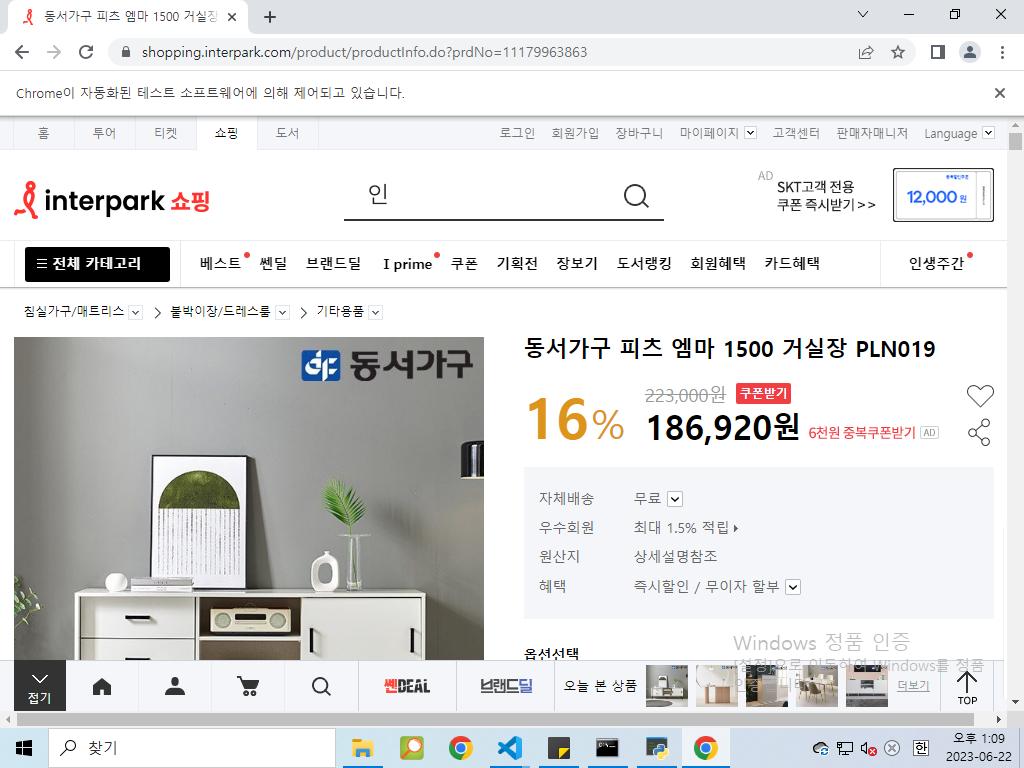 동서가구 피츠 엠마 1500 거실장
shopping.interpark.com/product/productInfo.do?prdNo=11179963863
Chrome이 자동화된 테스트 소프트웨어에 의해 제어되고 있습니다.
홈 투어 티켓 쇼핑 도서 로그인 회원가입 장바구니 마이페이지 고객센터 판매자매니저 Language
interpark 쇼핑
인
AD SKT고객 전용
쿠폰 즉시받기>>
12,000원
전체 카테고리 베스트 쎈딜 브랜드딜 I prime 쿠폰 기획전 장보기 도서랭킹 회원혜택 카드혜택 인생주간
침실가구/매트리스 > 붙박이장/드레스룸 > 기타용품
동서가구
동서가구 피츠 엠마 1500 거실장 PLN019
16%
223,000원 쿠폰받기
186,920원 6천원 중복쿠폰받기 AD
자체배송 무료
우수회원 최대 1.5% 적립
원산지 상세설명참조
혜택 즉시할인 / 무이자 할부
옵션선택
Windows 정품 인증
[설정]으로 이동하여 Windows를 정품
접기
쎈DEAL 브랜드딜 오늘 본 상품 더보기 TOP
찾기
한
오후 1:09
2023-06-22